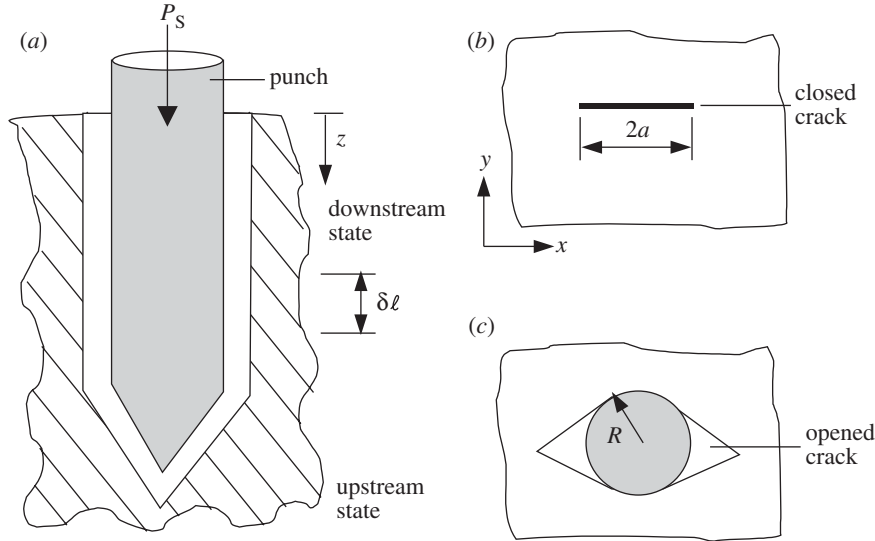 (a)
P_S
punch
z
downstream
state
δℓ
upstream
state
(b)
closed
crack
2a
y
x
(c)
R
opened
crack